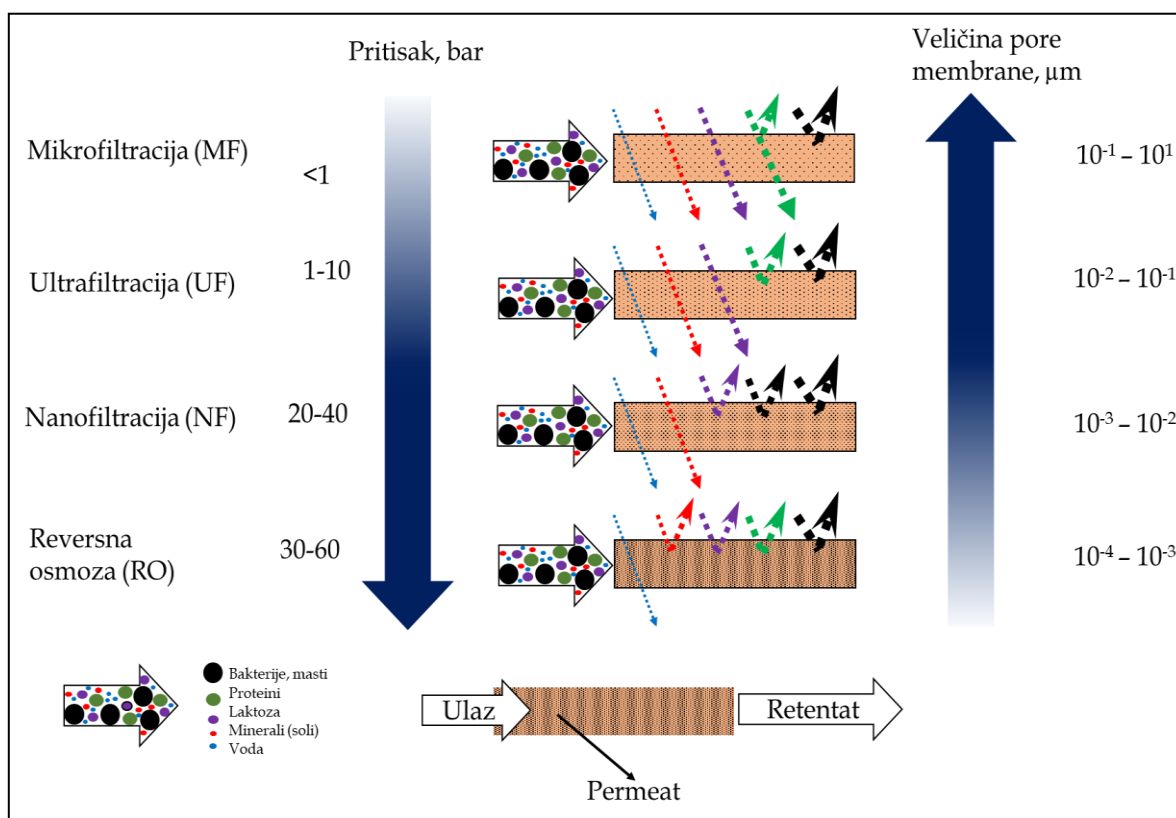 Pritisak, bar
Veličina pore
membrane, µm
Mikrofiltracija (MF)
<1
10⁻¹ – 10¹
Ultrafiltracija (UF)
1-10
10⁻² – 10⁻¹
Nanofiltracija (NF)
20-40
10⁻³ – 10⁻²
Reversna
osmoza (RO)
30-60
10⁻⁴ – 10⁻³
Bakterije, masti
Proteini
Laktoza
Minerali (soli)
Voda
Ulaz
Retentat
Permeat